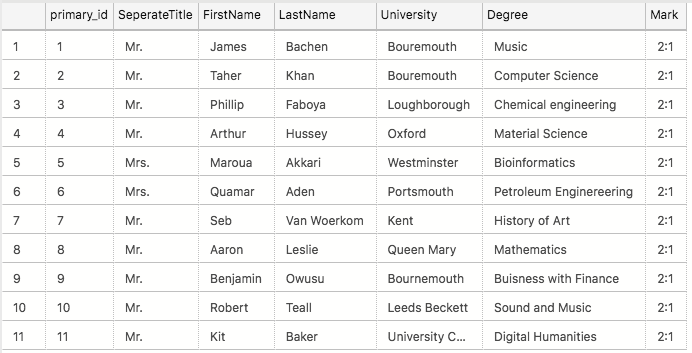 primary_id SeperateTitle FirstName LastName University Degree Mark
1 1 Mr. James Bachen Bouremouth Music 2:1
2 2 Mr. Taher Khan Bouremouth Computer Science 2:1
3 3 Mr. Phillip Faboya Loughborough Chemical engineering 2:1
4 4 Mr. Arthur Hussey Oxford Material Science 2:1
5 5 Mrs. Maroua Akkari Westminster Bioinformatics 2:1
6 6 Mrs. Quamar Aden Portsmouth Petroleum Enginereering 2:1
7 7 Mr. Seb Van Woerkom Kent History of Art 2:1
8 8 Mr. Aaron Leslie Queen Mary Mathematics 2:1
9 9 Mr. Benjamin Owusu Bournemouth Buisness with Finance 2:1
10 10 Mr. Robert Teall Leeds Beckett Sound and Music 2:1
11 11 Mr. Kit Baker University C... Digital Humanities 2:1